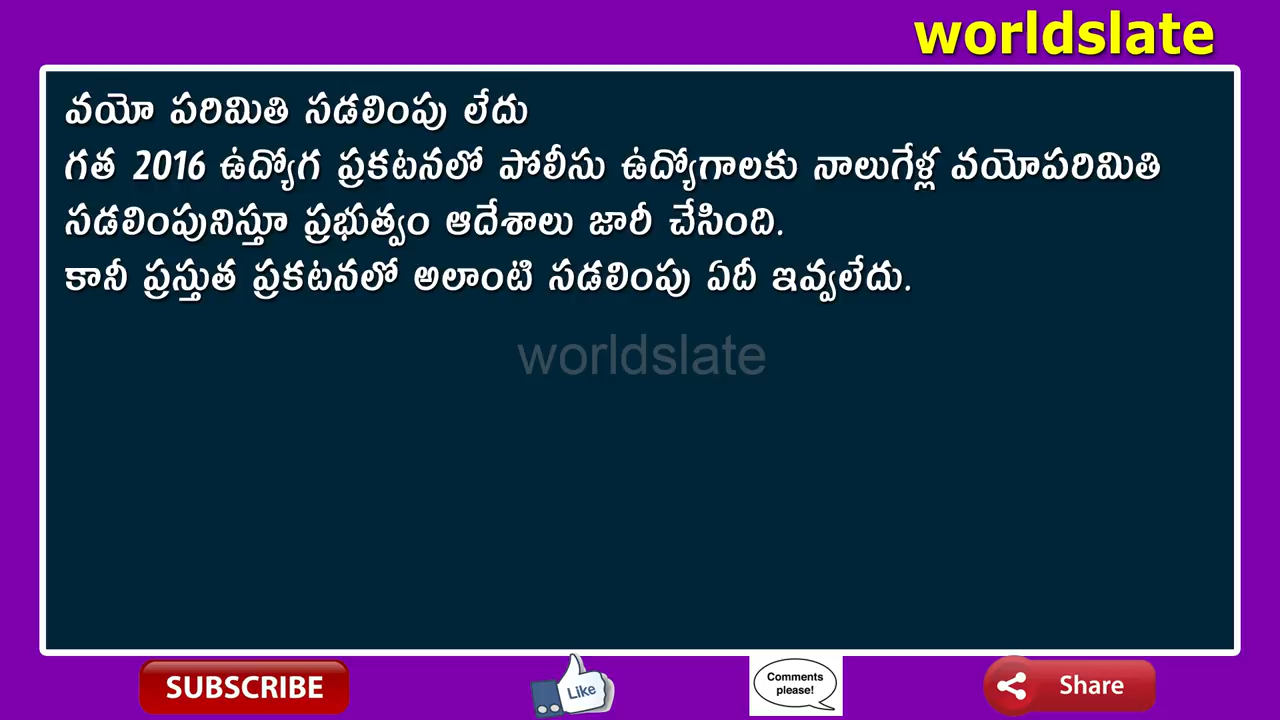 worldslate
వయో పరిమితి సడలింపు లేదు
గత 2016 ఉద్యోగ ప్రకటనలో పోలీసు ఉద్యోగాలకు నాలుగేళ్ల వయోపరిమితి
సడలింపునిస్తూ ప్రభుత్వం ఆదేశాలు జారీ చేసింది.
కానీ ప్రస్తుత ప్రకటనలో అలాంటి సడలింపు ఏదీ ఇవ్వలేదు.
worldslate
SUBSCRIBE
Like
Comments
please!
Share